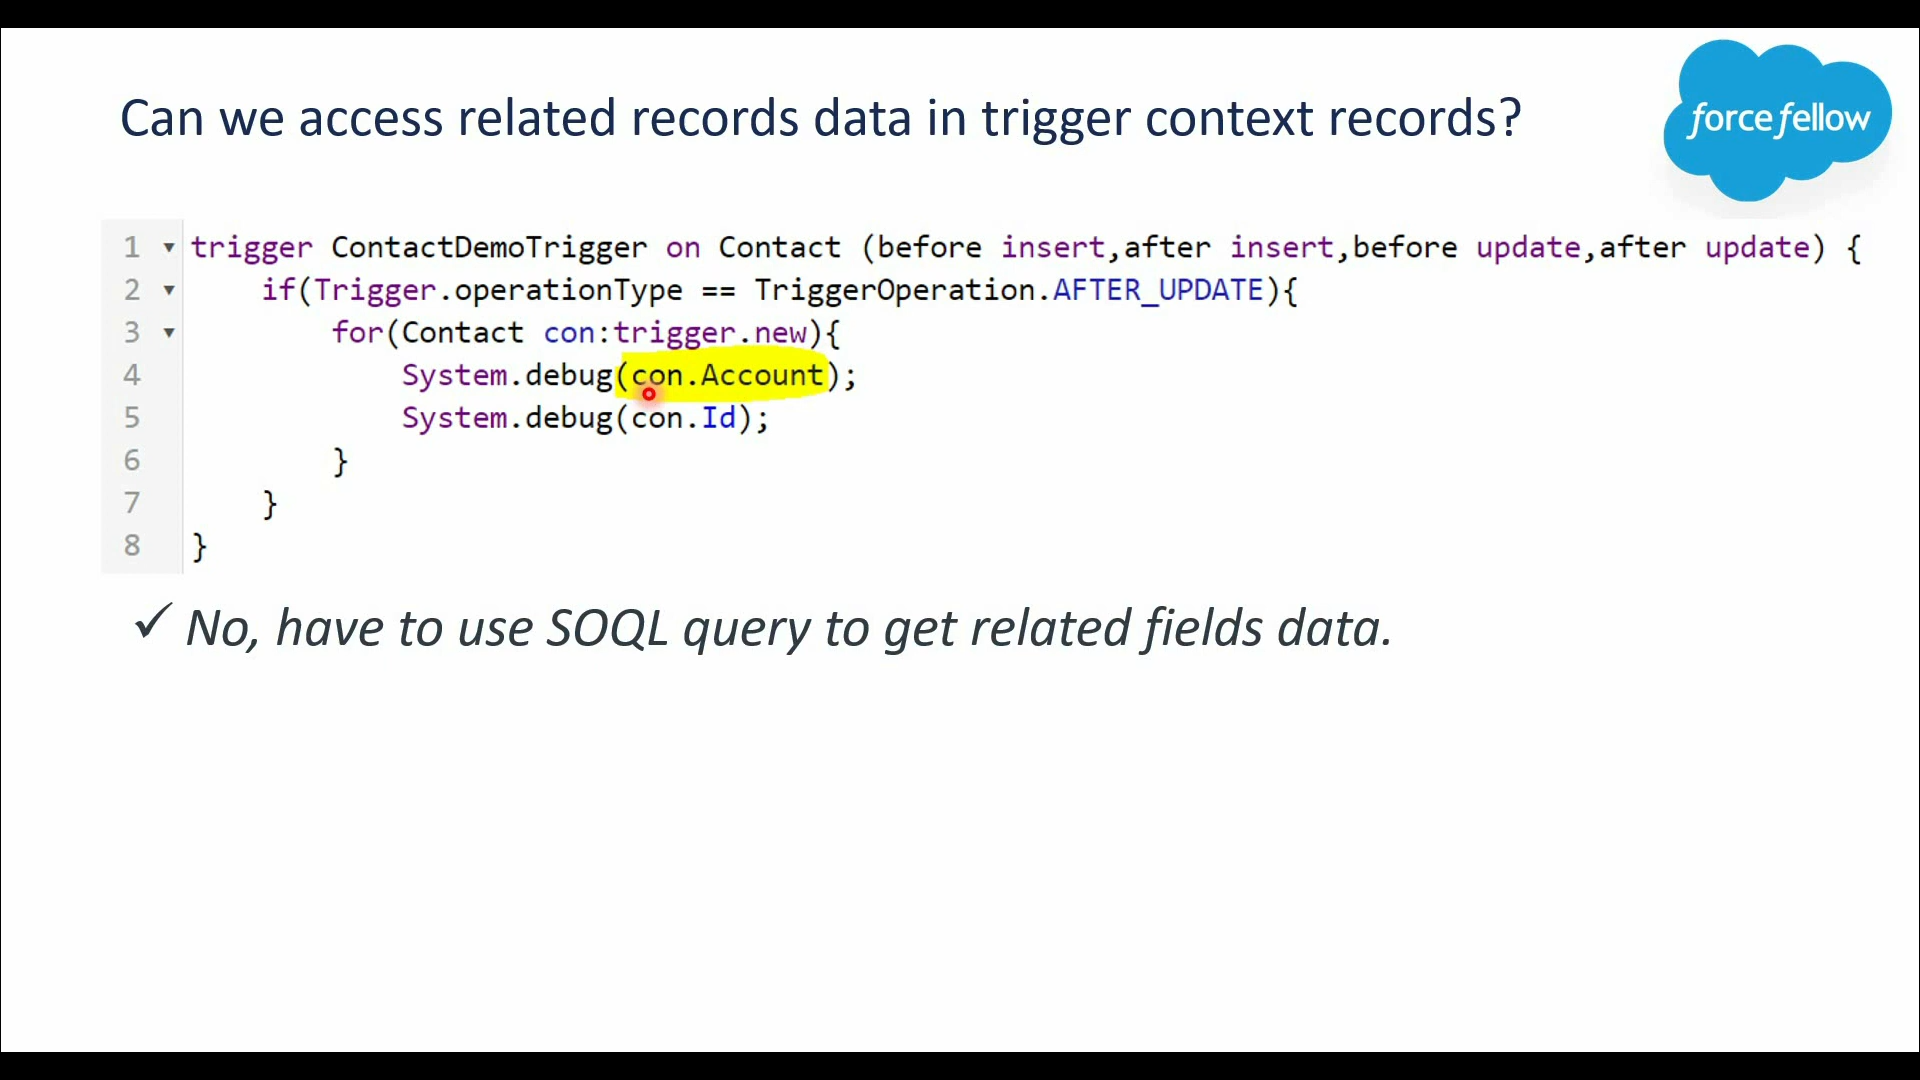 Can we access related records data in trigger context records?
force fellow
1 ▾ trigger ContactDemoTrigger on Contact (before insert,after insert,before update,after update) {
2 ▾ if(Trigger.operationType == TriggerOperation.AFTER_UPDATE){
3 ▾ for(Contact con:trigger.new){
4 System.debug(con.Account);
5 System.debug(con.Id);
6 }
7 }
8 }
✓ No, have to use SOQL query to get related fields data.